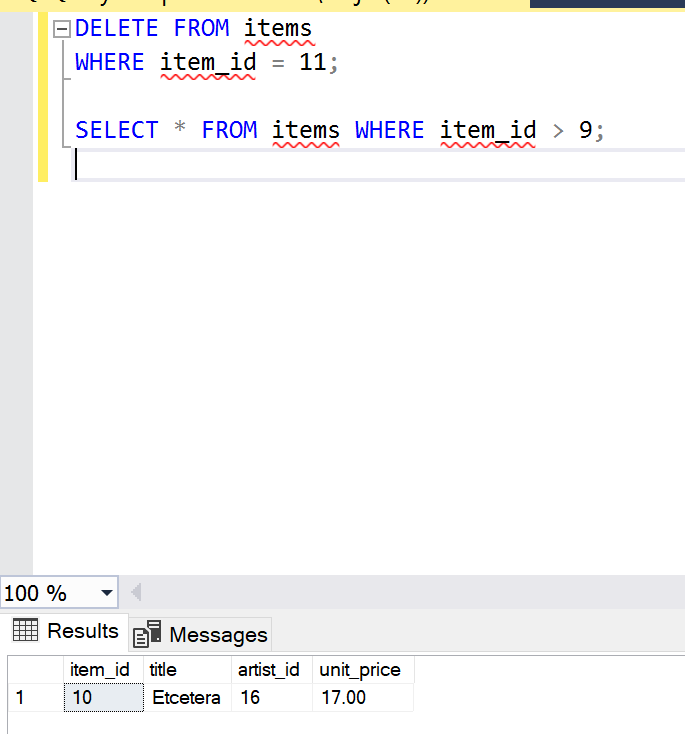 DELETE FROM items
WHERE item_id = 11;
SELECT * FROM items WHERE item_id > 9;
100 %
Results Messages
item_id title artist_id unit_price
1 10 Etcetera 16 17.00